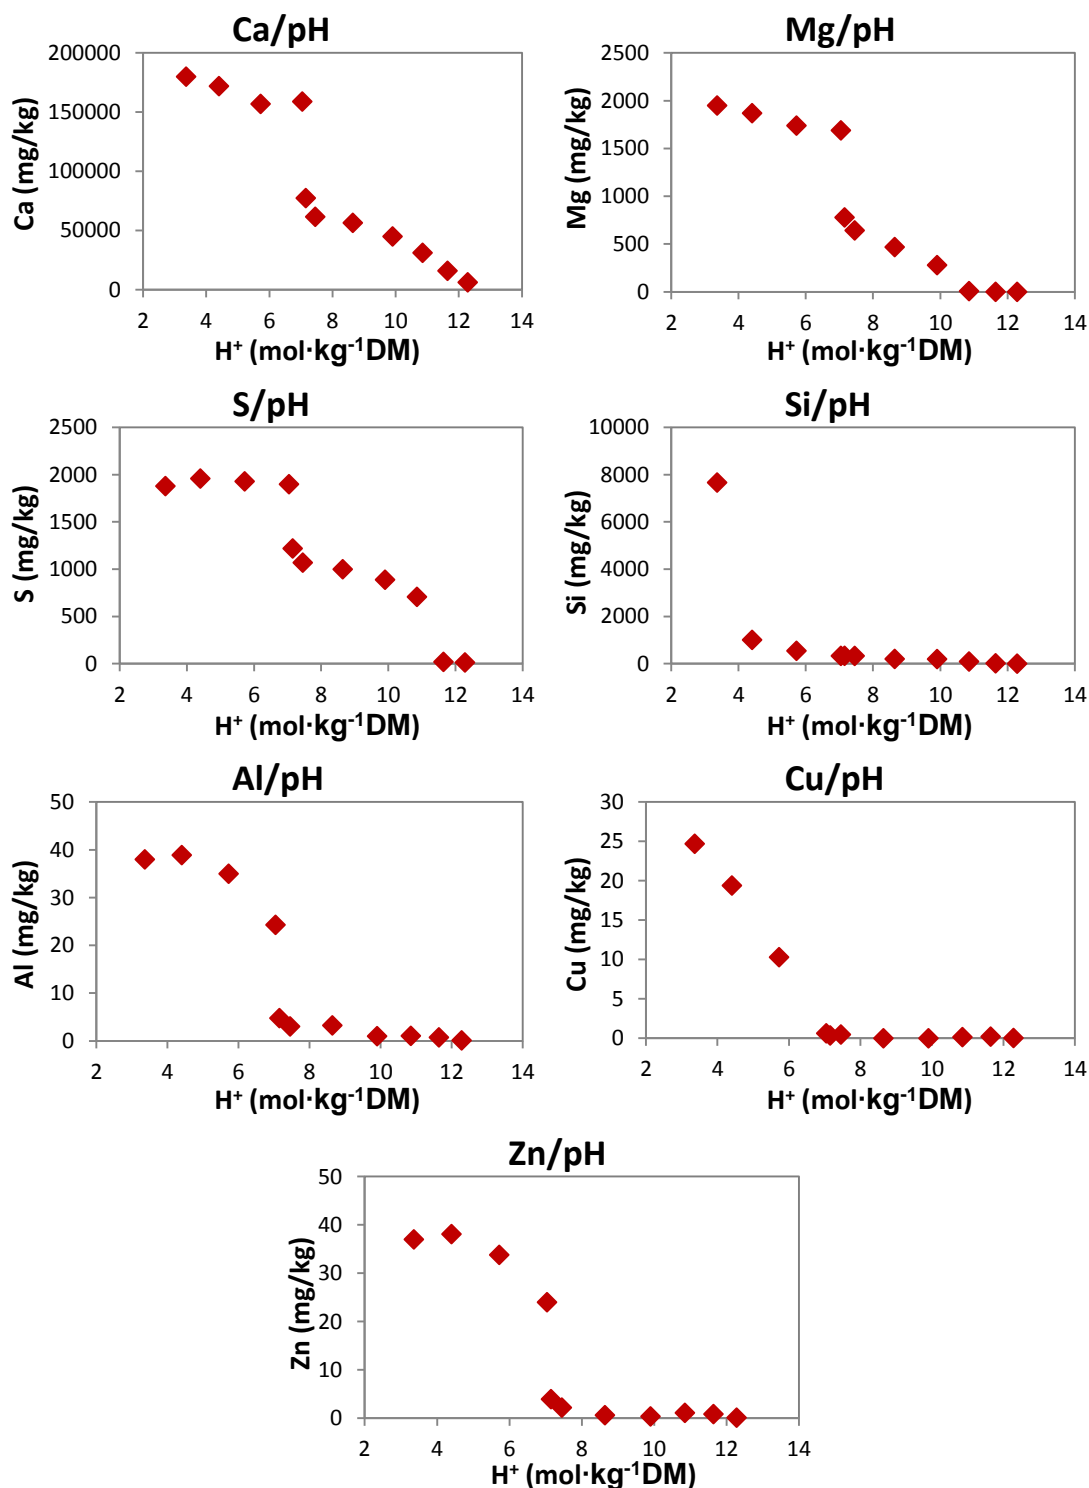 Ca/pH
Ca (mg/kg)
200000
150000
100000
50000
0
2 4 6 8 10 12 14
H⁺ (mol·kg⁻¹DM)
Mg/pH
Mg (mg/kg)
2500
2000
1500
1000
500
0
2 4 6 8 10 12 14
H⁺ (mol·kg⁻¹DM)
S/pH
S (mg/kg)
2500
2000
1500
1000
500
0
2 4 6 8 10 12 14
H⁺ (mol·kg⁻¹DM)
Si/pH
Si (mg/kg)
10000
8000
6000
4000
2000
0
2 4 6 8 10 12 14
H⁺ (mol·kg⁻¹DM)
Al/pH
Al (mg/kg)
50
40
30
20
10
0
2 4 6 8 10 12 14
H⁺ (mol·kg⁻¹DM)
Cu/pH
Cu (mg/kg)
30
25
20
15
10
5
0
2 4 6 8 10 12 14
H⁺ (mol·kg⁻¹DM)
Zn/pH
Zn (mg/kg)
50
40
30
20
10
0
2 4 6 8 10 12 14
H⁺ (mol·kg⁻¹DM)